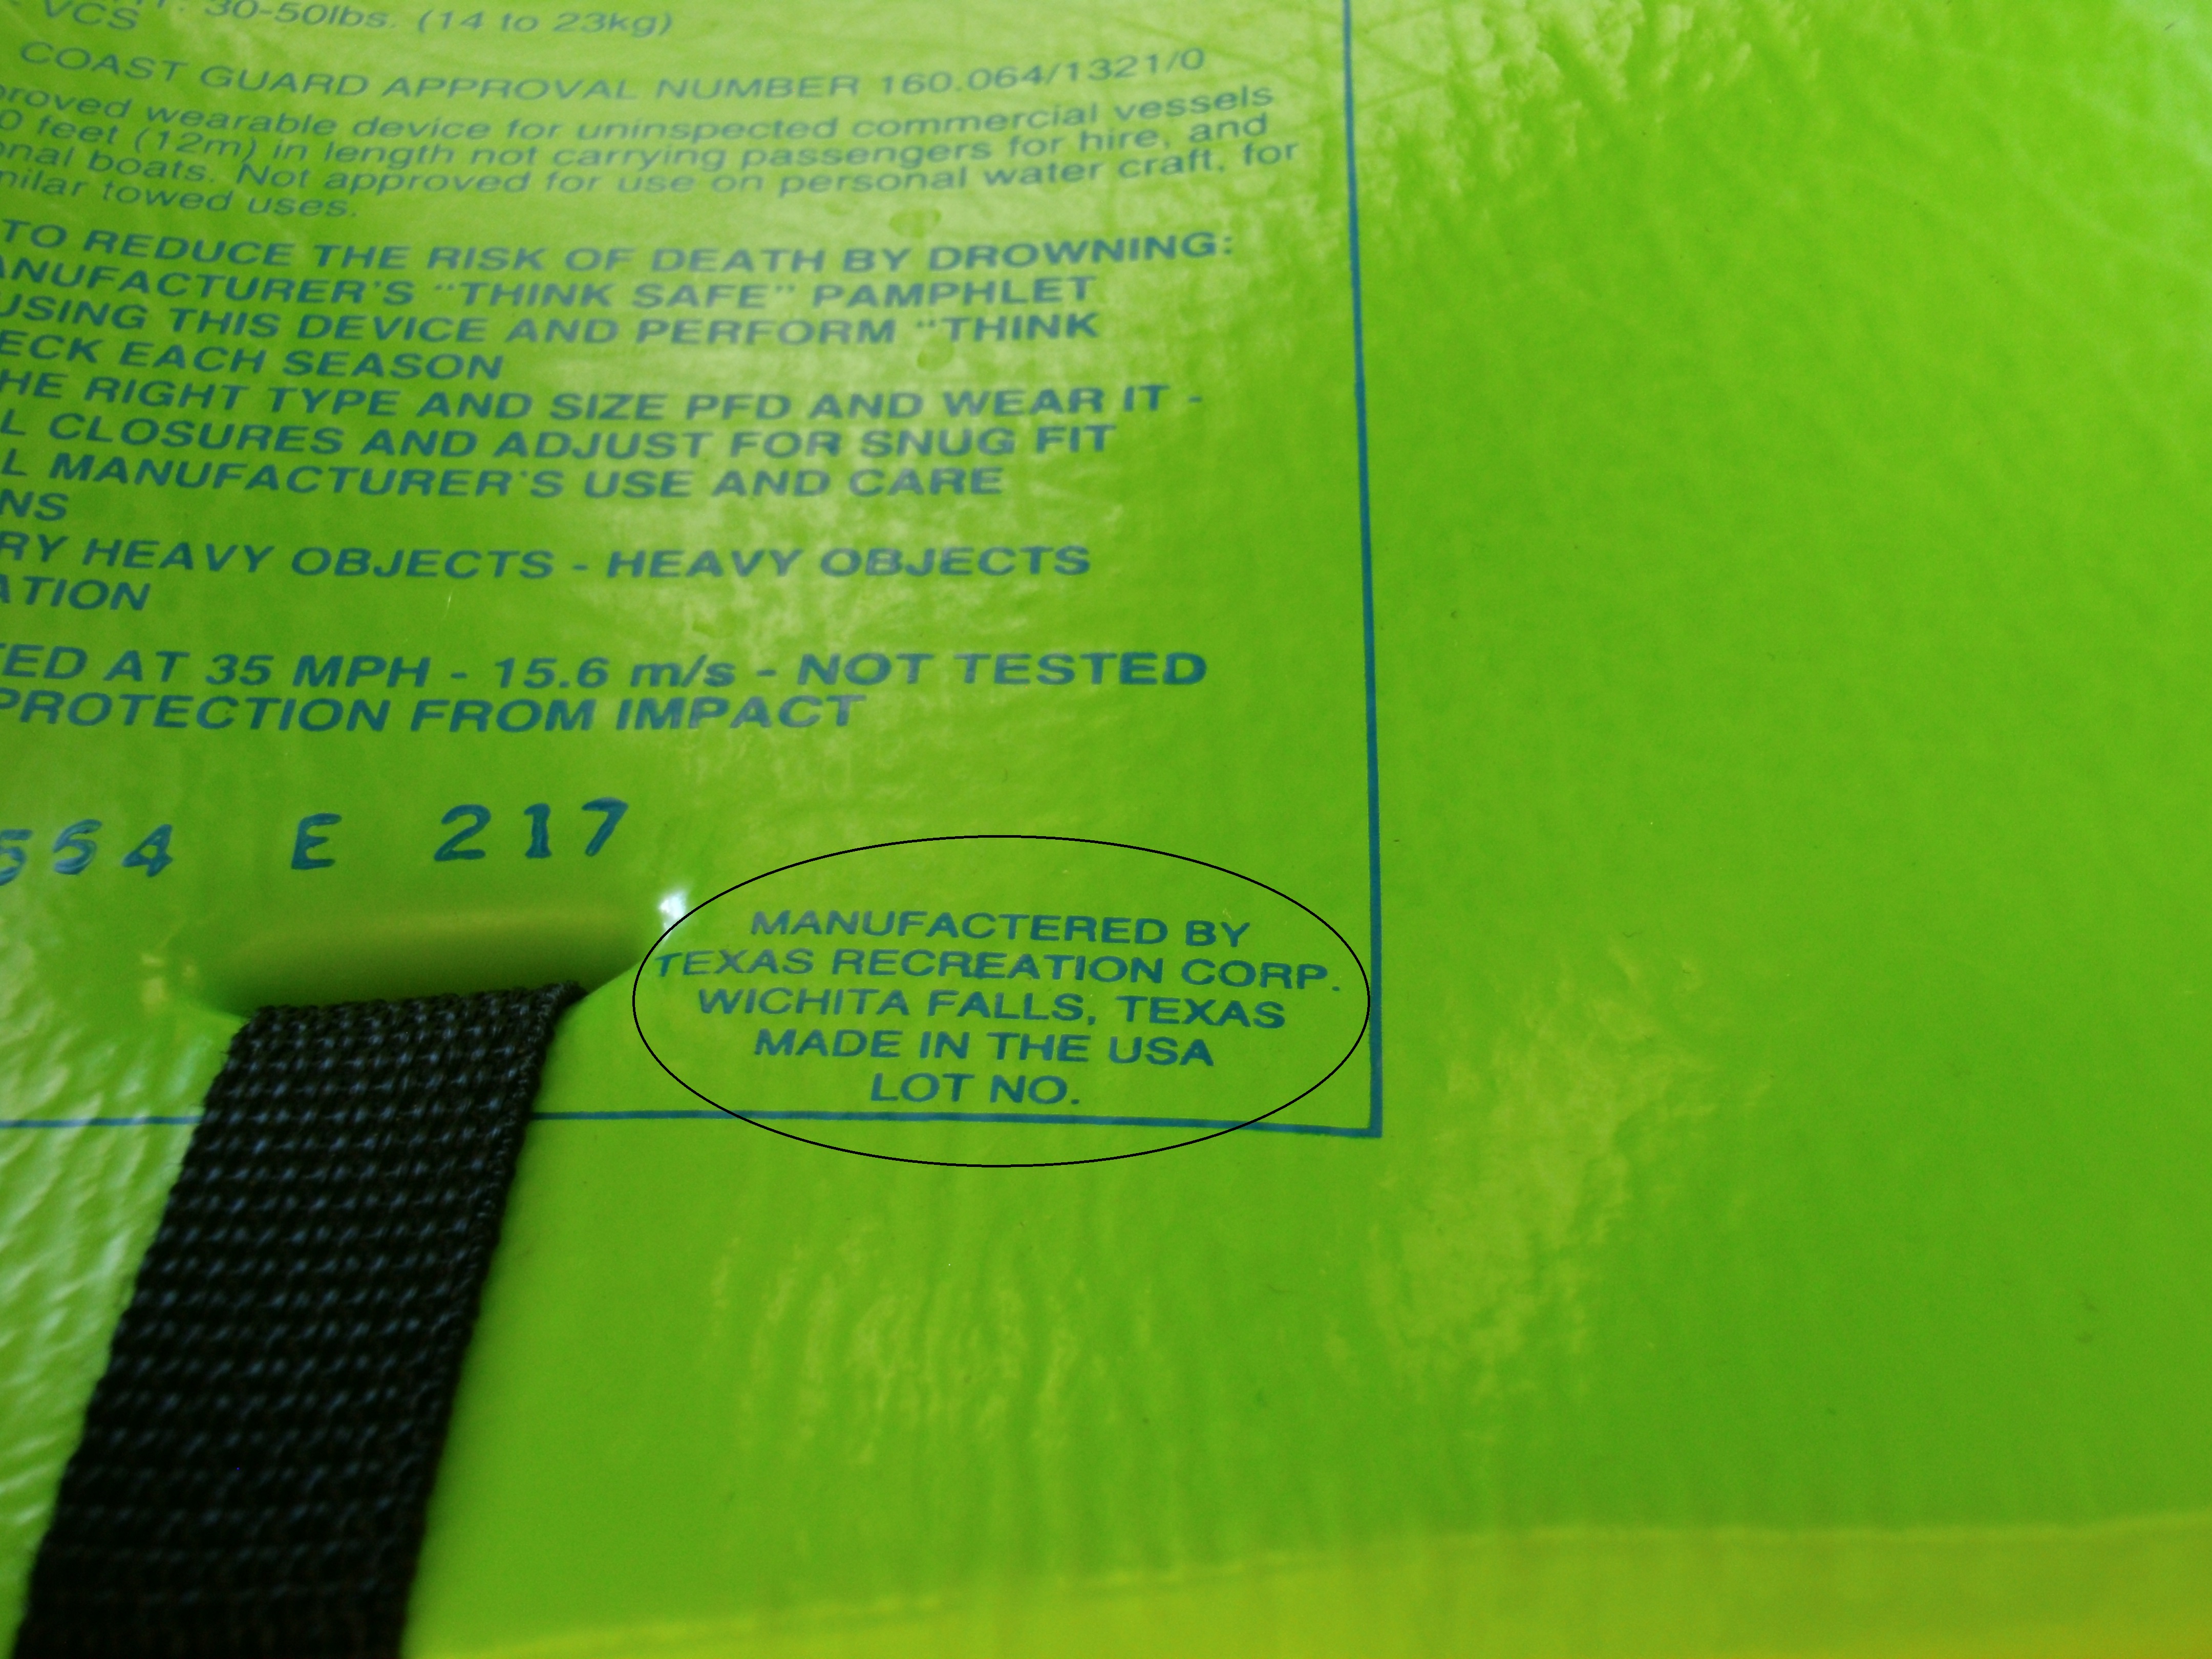 30-50lbs. (14 to 23kg)
VCS
COAST GUARD APPROVAL NUMBER 160.064/1321/0
wearable device for uninspected commercial vessels
feet (12m) in length not carrying passengers for hire, and
boats. Not approved for use on personal water craft, for
towed uses.
TO REDUCE THE RISK OF DEATH BY DROWNING:
ANUFACTURER'S "THINK SAFE" PAMPHLET
USING THIS DEVICE AND PERFORM "THINK
ECK EACH SEASON
HE RIGHT TYPE AND SIZE PFD AND WEAR IT -
L CLOSURES AND ADJUST FOR SNUG FIT
L MANUFACTURER'S USE AND CARE
NS
RY HEAVY OBJECTS - HEAVY OBJECTS
ATION
TED AT 35 MPH - 15.6 m/s - NOT TESTED
PROTECTION FROM IMPACT
554 E 217
MANUFACTERED BY
TEXAS RECREATION CORP.
WICHITA FALLS, TEXAS
MADE IN THE USA
LOT NO.